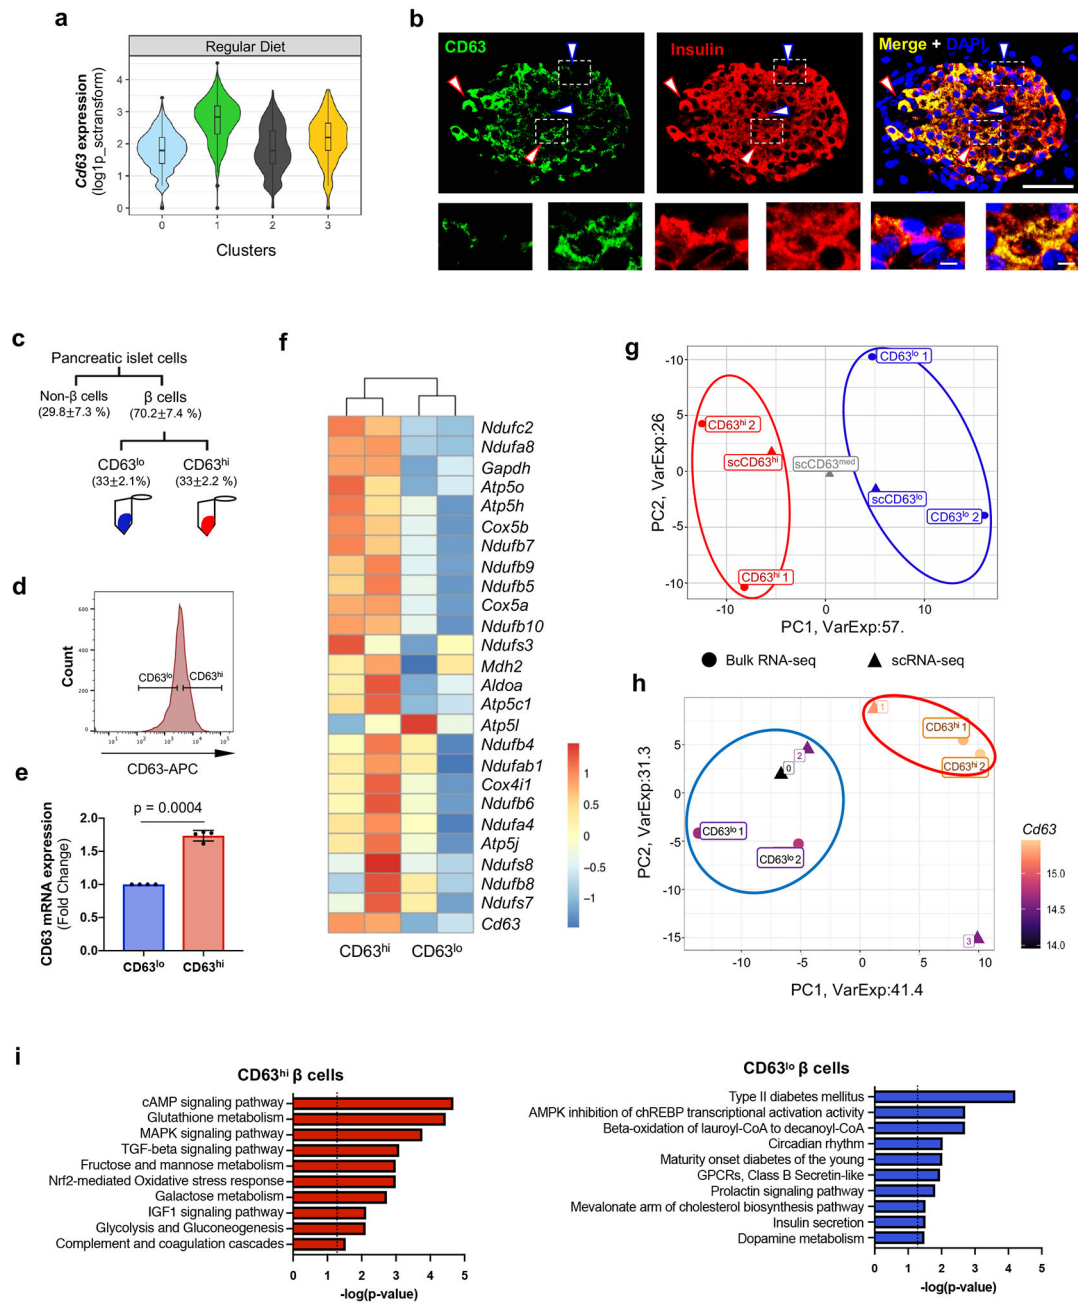 a
Regular Diet
Cd63 expression
(log1p_sctransform)
4
3
2
1
0
0 1 2 3
Clusters
b
CD63
Insulin
Merge + DAPI
c
Pancreatic islet cells
Non-β cells
(29.8±7.3 %)
β cells
(70.2±7.4 %)
CD63lo
(33±2.1%)
CD63hi
(33±2.2 %)
d
Count
600
400
200
0
CD63lo
CD63hi
10¹ 10² 10³ 10⁴ 10⁵
CD63-APC
e
p = 0.0004
CD63 mRNA expression
(Fold Change)
2.0
1.5
1.0
0.5
0.0
CD63lo
CD63hi
f
Ndufc2
Ndufa8
Gapdh
Atp5o
Atp5h
Cox5b
Ndufb7
Ndufb9
Ndufb5
Cox5a
Ndufb10
Ndufs3
Mdh2
Aldoa
Atp5c1
Atp5l
Ndufb4
Ndufab1
Cox4i1
Ndufb6
Ndufa4
Atp5j
Ndufs8
Ndufb8
Ndufs7
Cd63
CD63hi
CD63lo
1
0.5
0
−0.5
−1
g
PC2, VarExp:26
-10
5
0
-5
-10
CD63lo 1
CD63hi 2
scCD63hi
scCD63med
scCD63lo
CD63lo 2
CD63hi 1
-10 0 10
PC1, VarExp:57.
Bulk RNA-seq
scRNA-seq
h
PC2, VarExp:31.3
5
0
-5
-10
-15
1
CD63hi 1
CD63hi 2
2
0
CD63lo 1
CD63lo 2
3
-10 -5 0 5 10
PC1, VarExp:41.4
Cd63
15.0
14.5
14.0
i
CD63hi β cells
cAMP signaling pathway
Glutathione metabolism
MAPK signaling pathway
TGF-beta signaling pathway
Fructose and mannose metabolism
Nrf2-mediated Oxidative stress response
Galactose metabolism
IGF1 signaling pathway
Glycolysis and Gluconeogenesis
Complement and coagulation cascades
0 1 2 3 4 5
-log(p-value)
CD63lo β cells
Type II diabetes mellitus
AMPK inhibition of chREBP transcriptional activation activity
Beta-oxidation of lauroyl-CoA to decanoyl-CoA
Circadian rhythm
Maturity onset diabetes of the young
GPCRs, Class B Secretin-like
Prolactin signaling pathway
Mevalonate arm of cholesterol biosynthesis pathway
Insulin secretion
Dopamine metabolism
0 1 2 3 4 5
-log(p-value)